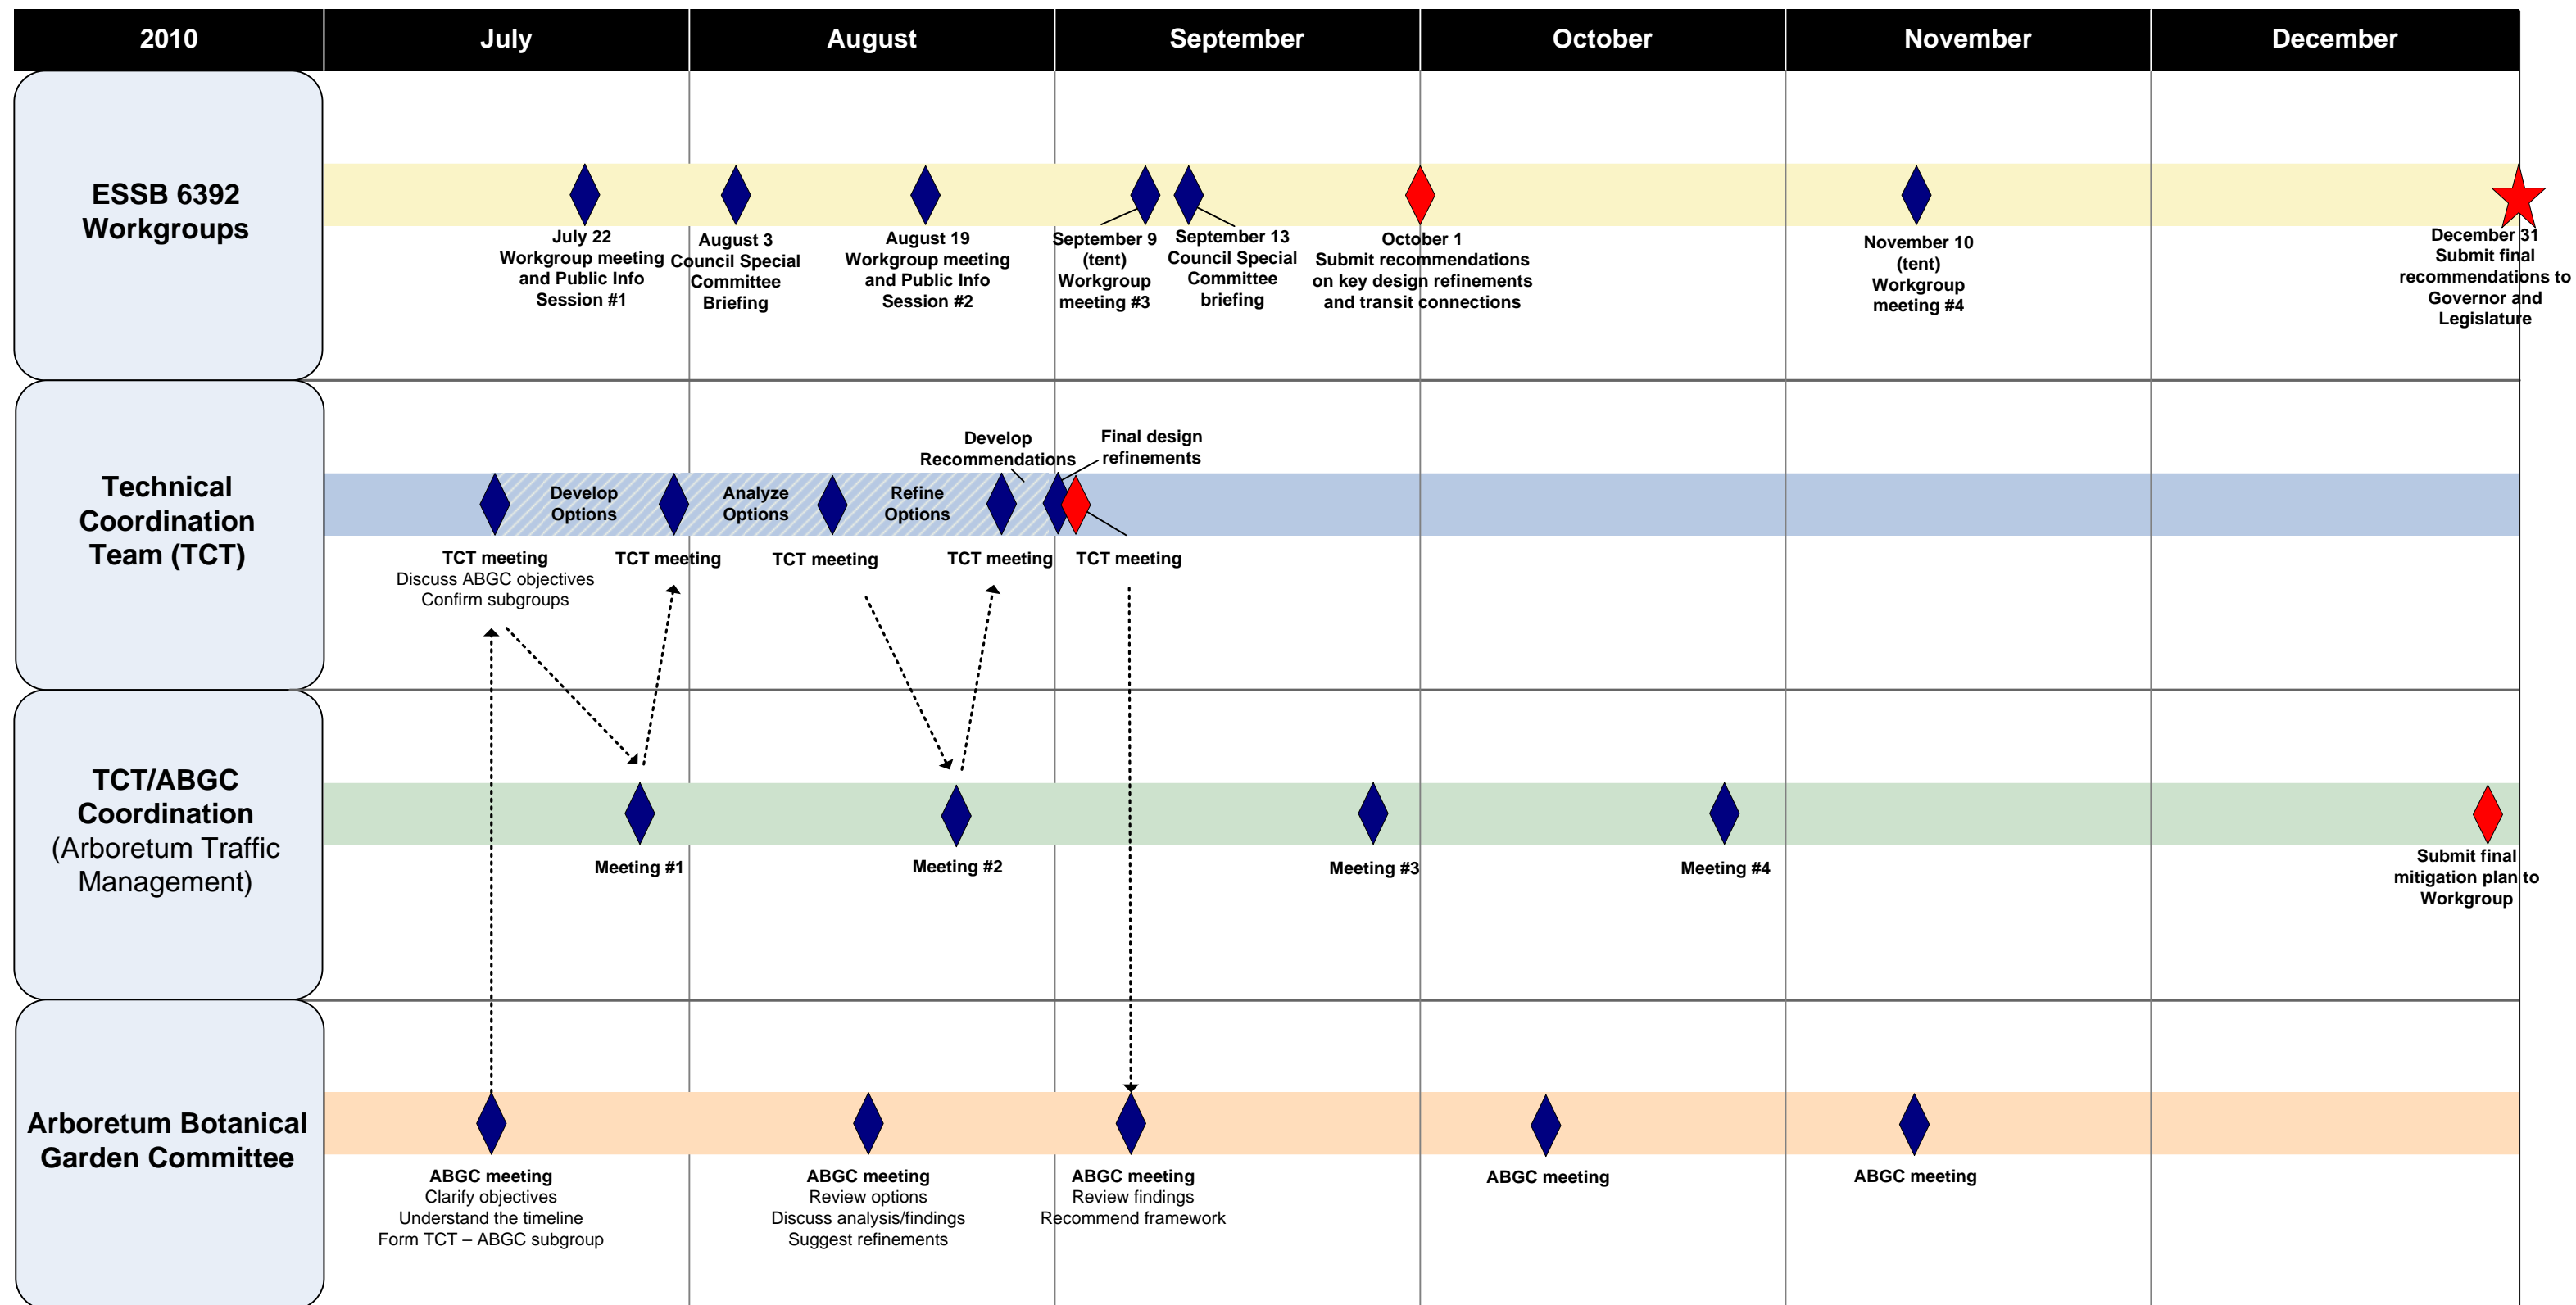 2010
July
August
September
October
November
December
ESSB 6392
Workgroups
July 22
Workgroup meeting
and Public Info
Session #1
August 3
Council Special
Committee
Briefing
August 19
Workgroup meeting
and Public Info
Session #2
September 9
(tent)
Workgroup
meeting #3
September 13
Council Special
Committee
briefing
October 1
Submit recommendations
on key design refinements
and transit connections
November 10
(tent)
Workgroup
meeting #4
December 31
Submit final
recommendations to
Governor and
Legislature
Technical
Coordination
Team (TCT)
Develop
Options
Analyze
Options
Refine
Options
Develop
Recommendations
Final design
refinements
TCT meeting
Discuss ABGC objectives
Confirm subgroups
TCT meeting
TCT meeting
TCT meeting
TCT meeting
TCT/ABGC
Coordination
(Arboretum Traffic
Management)
Meeting #1
Meeting #2
Meeting #3
Meeting #4
Submit final
mitigation plan to
Workgroup
Arboretum Botanical
Garden Committee
ABGC meeting
Clarify objectives
Understand the timeline
Form TCT – ABGC subgroup
ABGC meeting
Review options
Discuss analysis/findings
Suggest refinements
ABGC meeting
Review findings
Recommend framework
ABGC meeting
ABGC meeting